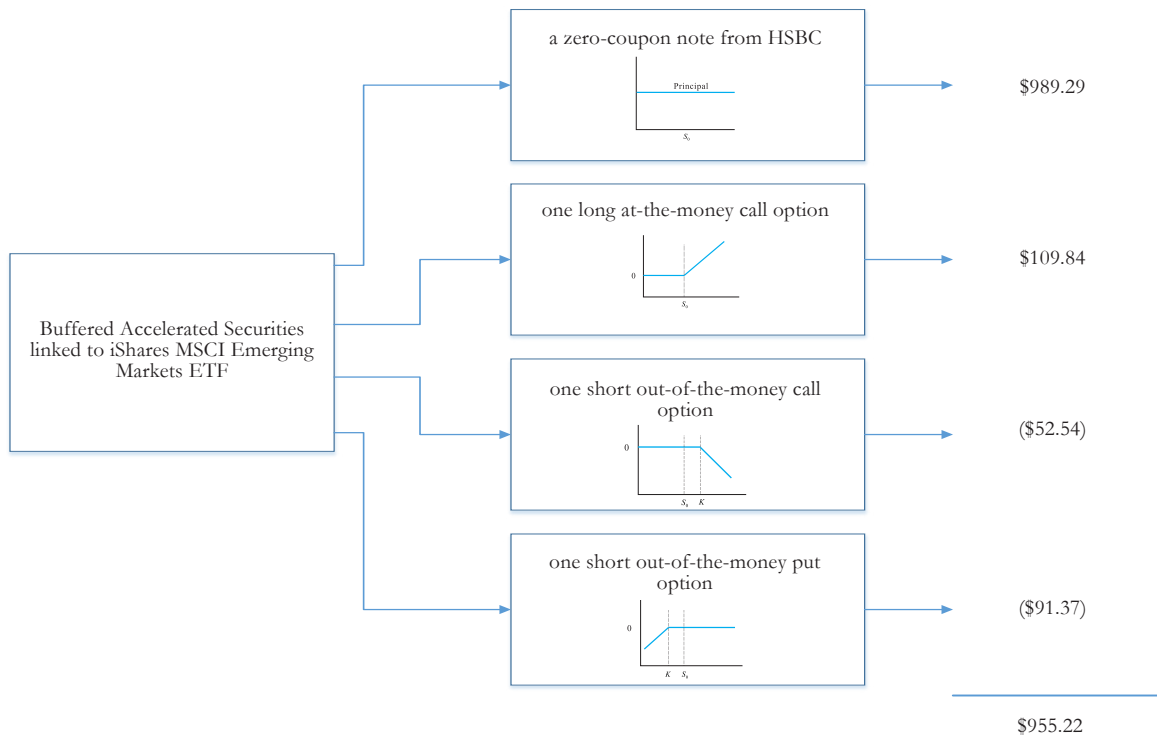 Buffered Accelerated Securities
linked to iShares MSCI Emerging
Markets ETF
a zero-coupon note from HSBC
Principal
S₀
$989.29
one long at-the-money call option
0
S₀
$109.84
one short out-of-the-money call
option
0
S₀ K
($52.54)
one short out-of-the-money put
option
0
K S₀
($91.37)
$955.22